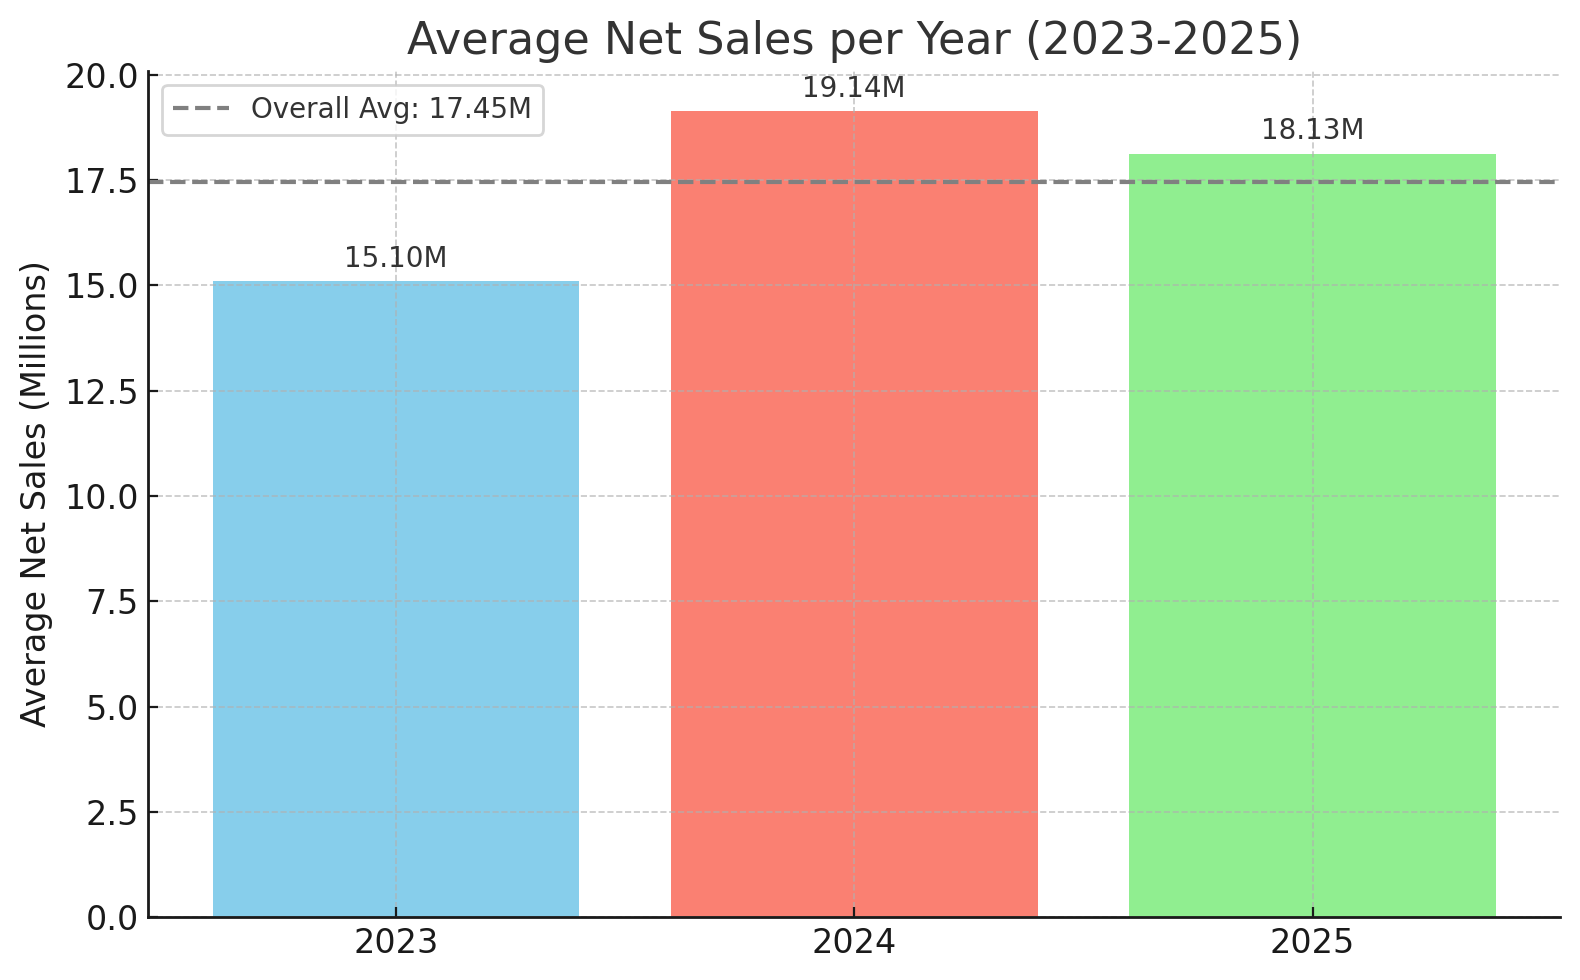 Average Net Sales per Year (2023-2025)
Overall Avg: 17.45M
Average Net Sales (Millions)
20.0
17.5
15.0
12.5
10.0
7.5
5.0
2.5
0.0
15.10M
19.14M
18.13M
2023
2024
2025